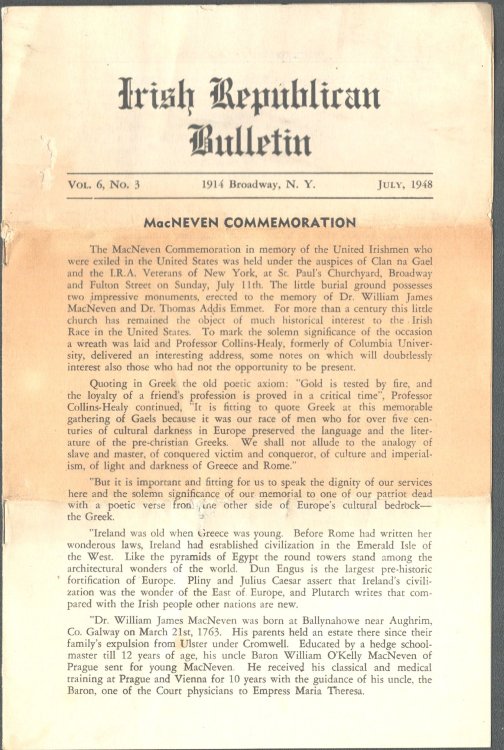 Irish Republican
Bulletin
VOL. 6, NO. 3 1914 Broadway, N. Y. JULY, 1948
MacNEVEN COMMEMORATION
The MacNeven Commemoration in memory of the United Irishmen who
were exiled in the United States was held under the auspices of Clan na Gael
and the I.R.A. Veterans of New York, at St. Paul's Churchyard, Broadway
and Fulton Street on Sunday, July 11th. The little burial ground possesses
two impressive monuments, erected to the memory of Dr. William James
MacNeven and Dr. Thomas Addis Emmer. For more than a century this little
church has remained the object of much historical interest to the Irish
Race in the United States. To mark the solemn significance of the occasion
a wreath was laid and Professor Collins-Healy, formerly of Columbia Univer-
sity, delivered an interesting address, some notes on which will doubtlessly
interest also those who had not the opportunity to be present.
Quoting in Greek the old poetic axiom: "Gold is tested by fire, and
the loyalty of a friend's profession is proved in a critical time", Professor
Collins-Healy continued, "It is fitting to quote Greek at this memorable
gathering of Gaels because it was our race of men who for over five cen-
turies of cultural darkness in Europe preserved the language and the liter-
ature of the pre-christian Greeks. We shall not allude to the analogy of
slave and master, of conquered victim and conqueror, of culture and imperial-
ism, of light and darkness of Greece and Rome."
"But it is important and fitting for us to speak the dignity of our services
here and the solemn significance of our memorial to one of our patriot dead
with a poetic verse from the other side of Europe's cultural bedrock—
the Greek.
"Ireland was old when Greece was young. Before Rome had written her
wonderous laws, Ireland had established civilization in the Emerald Isle of
the West. Like the pyramids of Egypt the round towers stand among the
architectural wonders of the world. Dun Engus is the largest pre-historic
fortification of Europe. Pliny and Julius Caesar assert that Ireland's civili-
zation was the wonder of the East of Europe, and Plutarch writes that com-
pared with the Irish people other nations are new.
"Dr. William James MacNeven was born at Ballynahowe near Aughrim,
Co. Galway on March 21st, 1763. His parents held an estate there since their
family's expulsion from Ulster under Cromwell. Educated by a hedge school-
master till 12 years of age, his uncle Baron William O'Kelly MacNeven of
Prague sent for young MacNeven. He received his classical and medical
training at Prague and Vienna for 10 years with the guidance of his uncle, the
Baron, one of the Court physicians to Empress Maria Theresa.